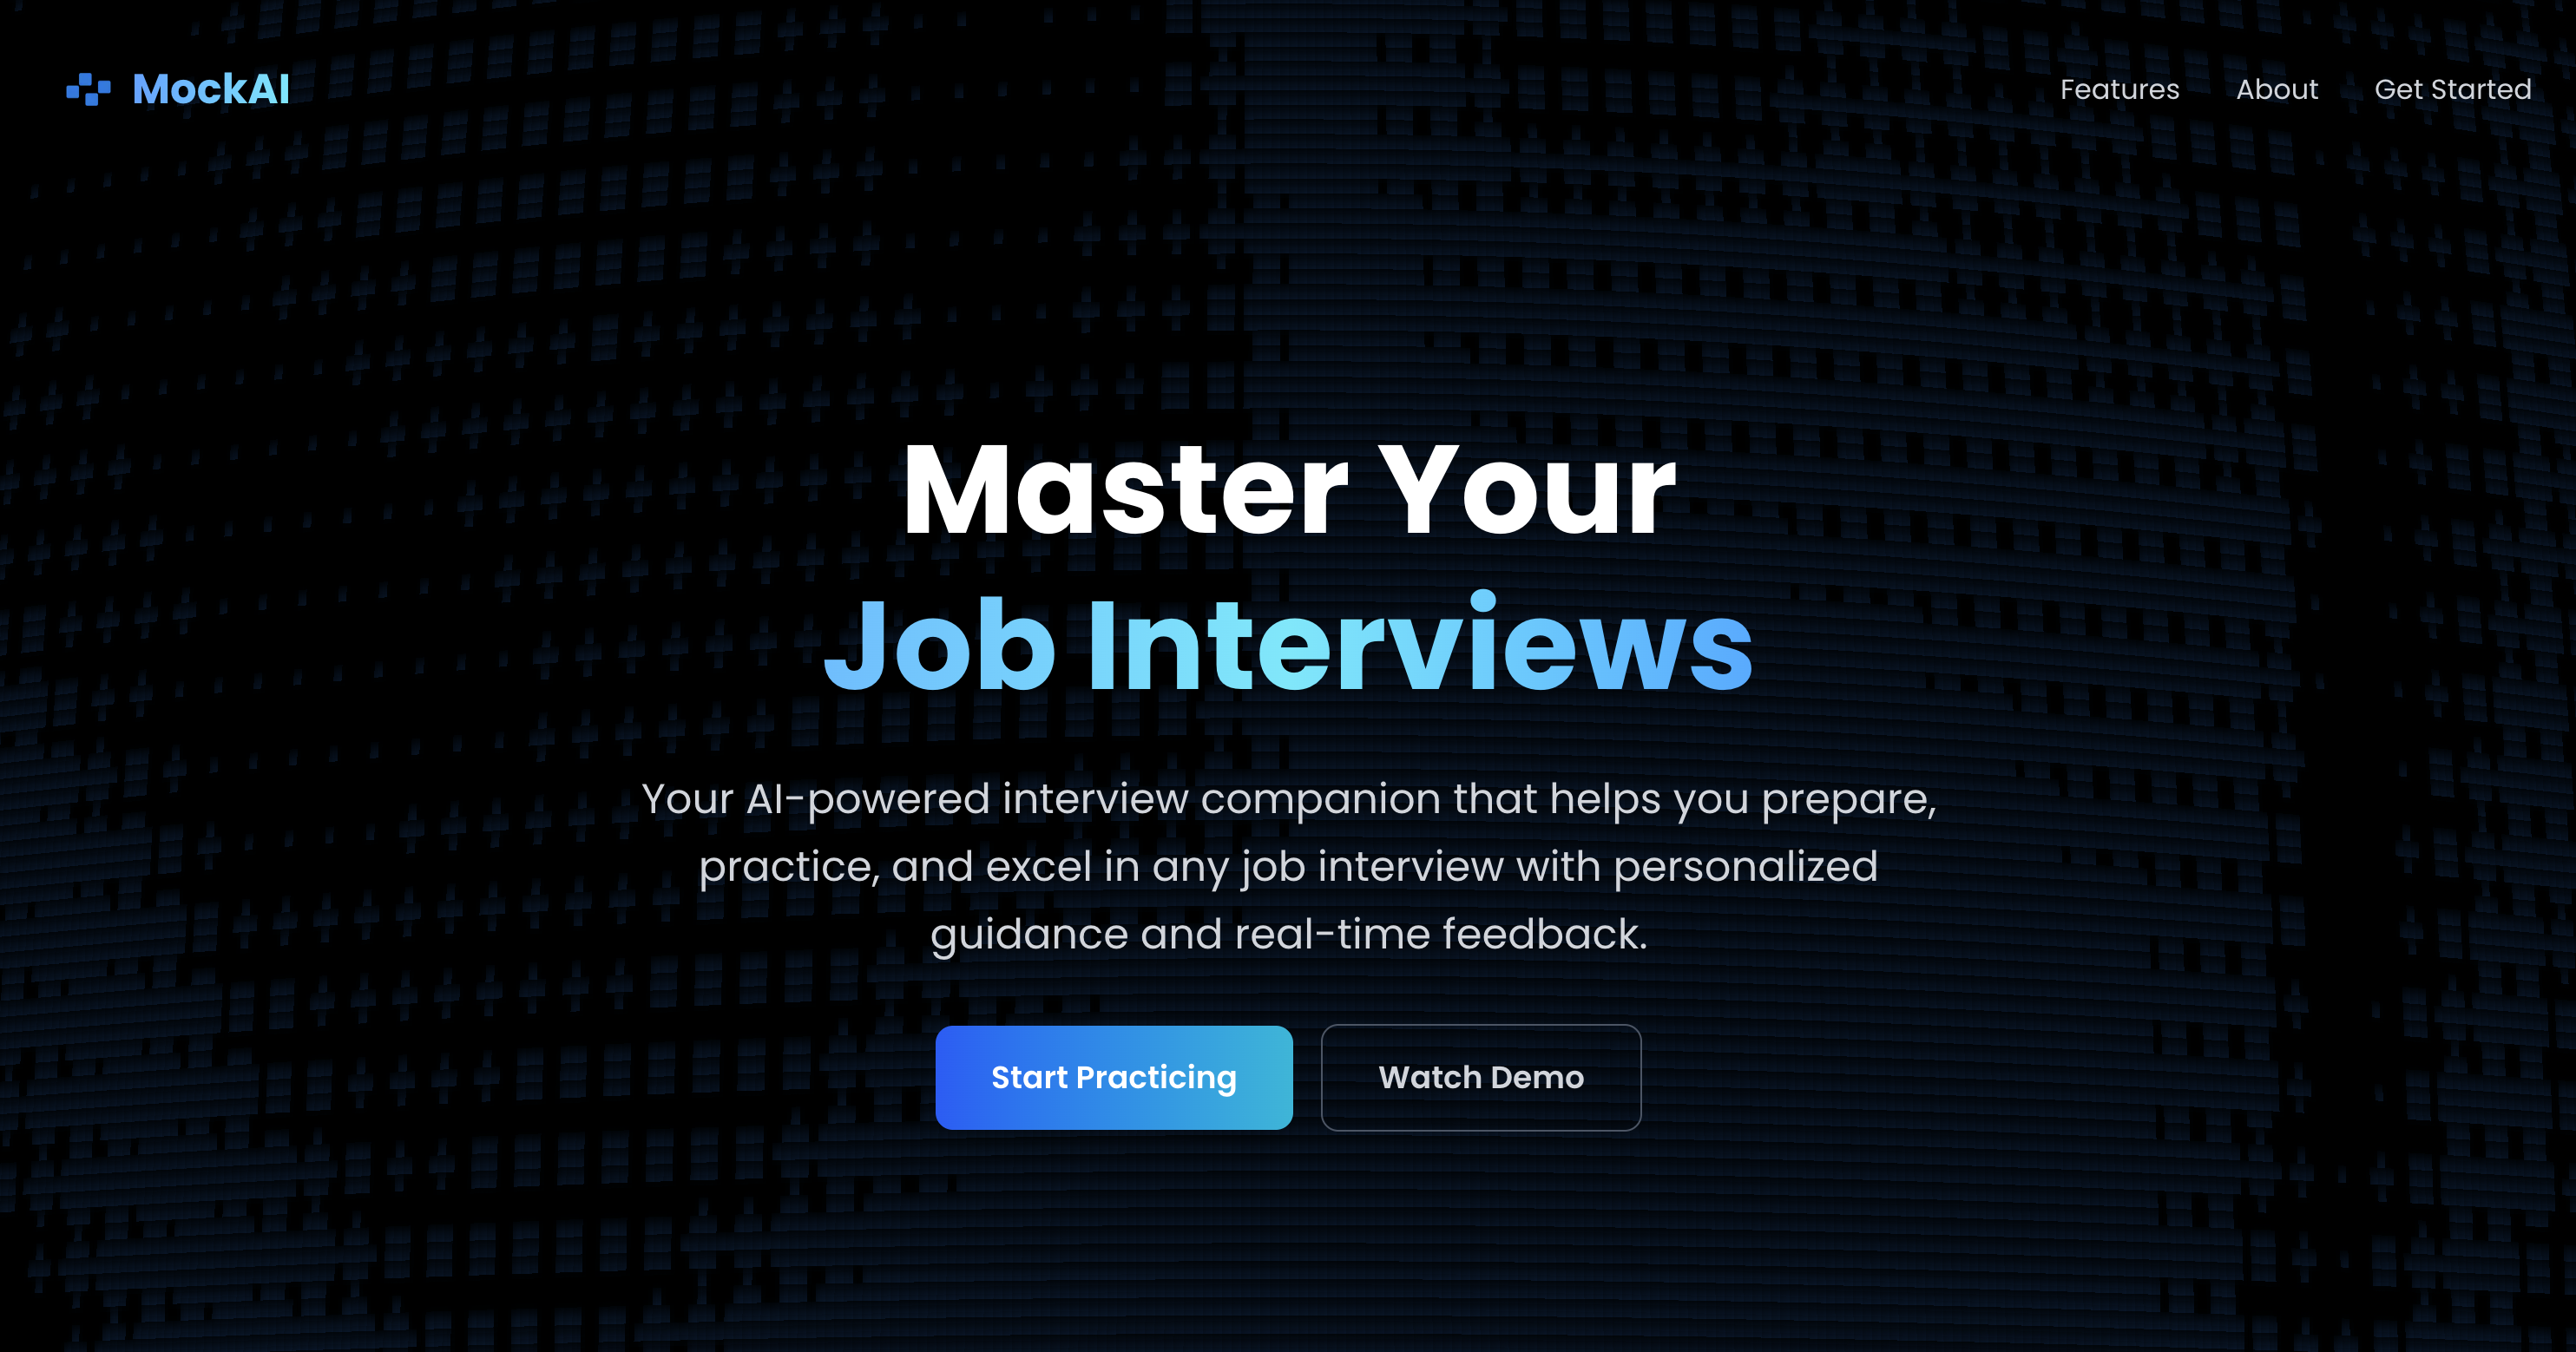 MockAI
Features
About
Get Started
Master Your
Job Interviews
Your AI-powered interview companion that helps you prepare,
practice, and excel in any job interview with personalized
guidance and real-time feedback.
Start Practicing
Watch Demo